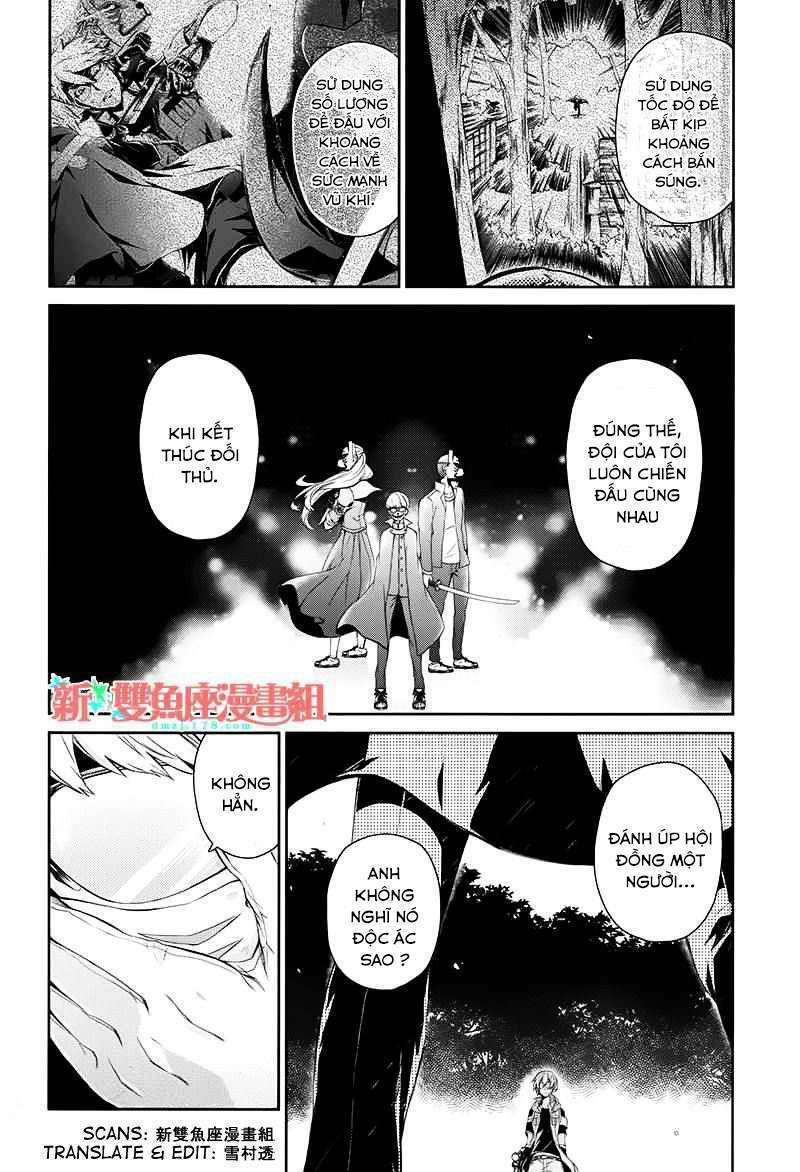 SỬ DỤNG
TỐC ĐỘ ĐỂ
BẮT KỊP
KHOẢNG
CÁCH BẮN
SÚNG.
SỬ DỤNG
SỐ LƯỢNG
ĐỂ ĐẤU VỚI
KHOẢNG
CÁCH VỀ
SỨC MẠNH
VŨ KHÍ.
ĐÚNG THẾ,
ĐỘI CỦA TÔI
LUÔN CHIẾN
ĐẤU CÙNG
NHAU
KHI KẾT
THÚC ĐỐI
THỦ.
新雙魚座漫畫組
dmzl.178.com
ĐÁNH ÚP HỘI
ĐỒNG MỘT
NGƯỜI...
ANH
KHÔNG
NGHĨ NÓ
ĐỘC ÁC
SAO ?
KHÔNG
HẲN.
SCANS: 新雙魚座漫畫組
TRANSLATE & EDIT: 雪村透